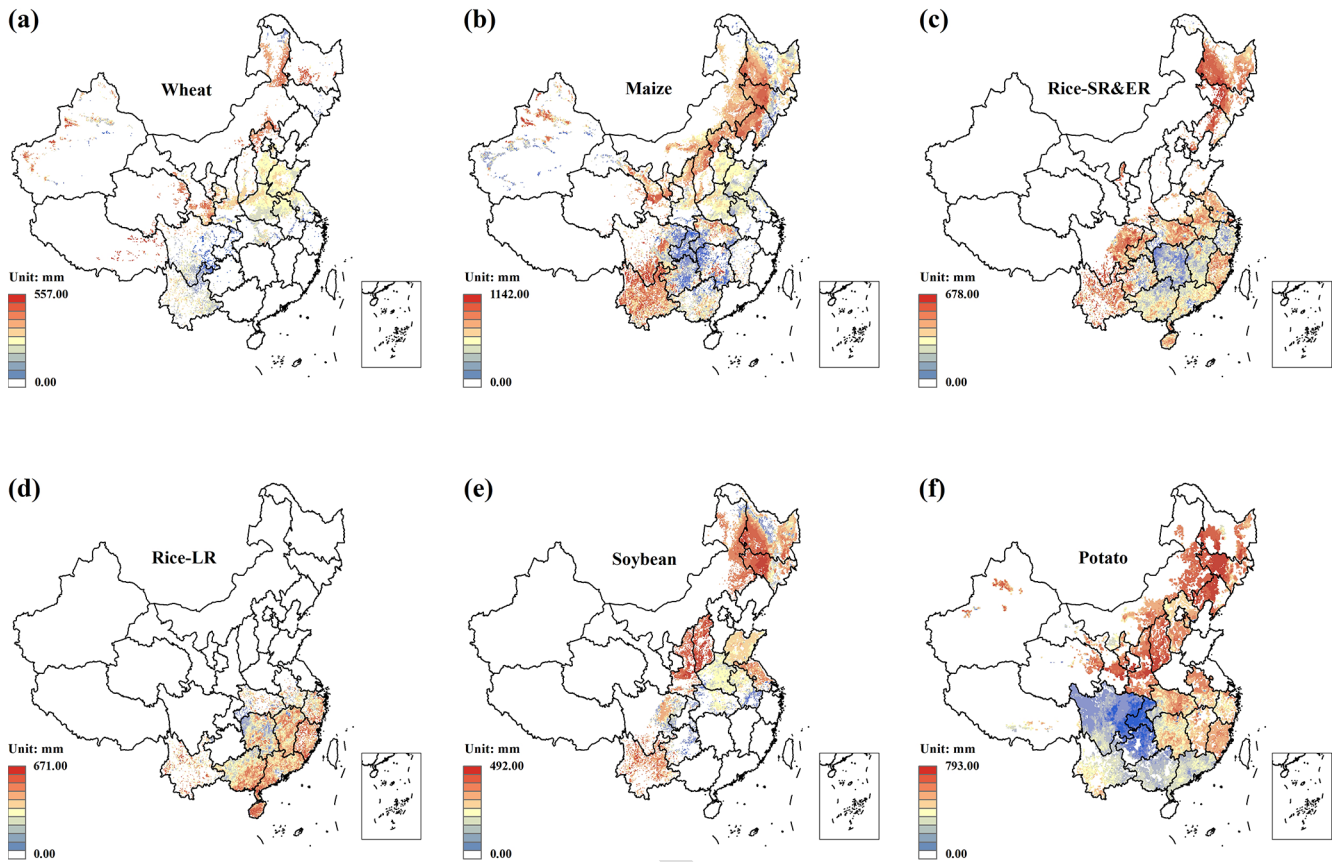 (a)
Wheat
Unit: mm
557.00
0.00
(b)
Maize
Unit: mm
1142.00
0.00
(c)
Rice-SR&ER
Unit: mm
678.00
0.00
(d)
Rice-LR
Unit: mm
671.00
0.00
(e)
Soybean
Unit: mm
492.00
0.00
(f)
Potato
Unit: mm
793.00
0.00